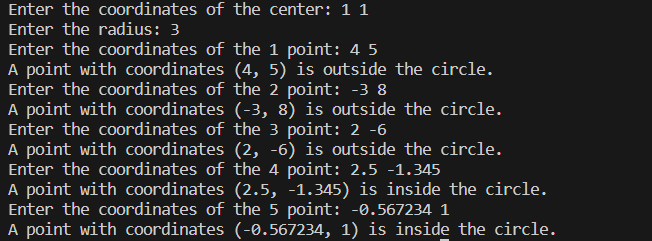 Enter the coordinates of the center: 1 1
Enter the radius: 3
Enter the coordinates of the 1 point: 4 5
A point with coordinates (4, 5) is outside the circle.
Enter the coordinates of the 2 point: -3 8
A point with coordinates (-3, 8) is outside the circle.
Enter the coordinates of the 3 point: 2 -6
A point with coordinates (2, -6) is outside the circle.
Enter the coordinates of the 4 point: 2.5 -1.345
A point with coordinates (2.5, -1.345) is inside the circle.
Enter the coordinates of the 5 point: -0.567234 1
A point with coordinates (-0.567234, 1) is inside the circle.